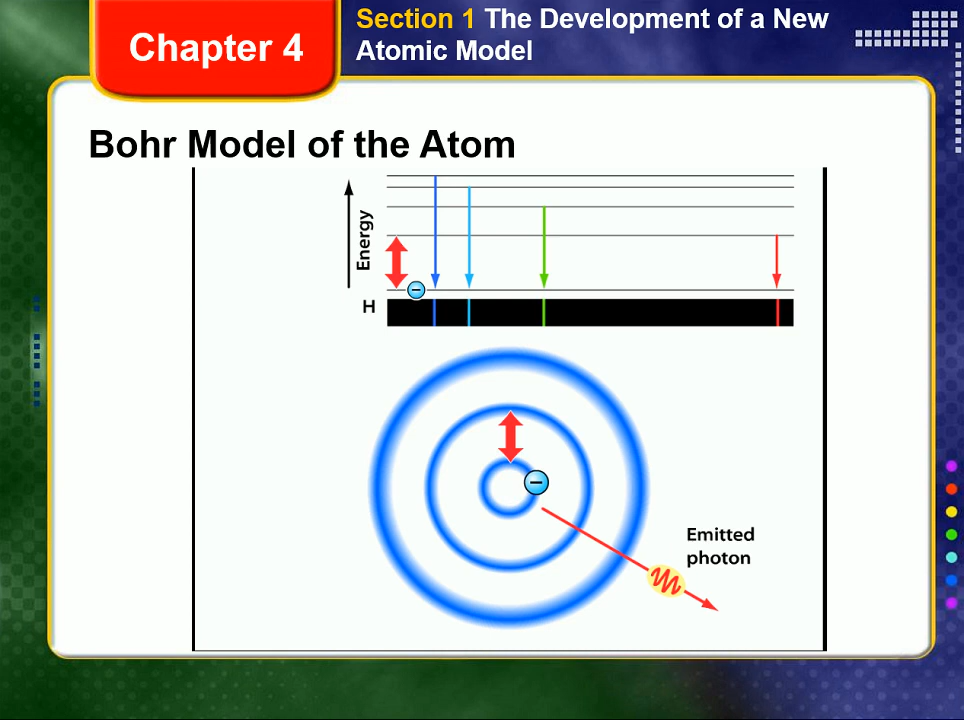 Chapter 4
Section 1 The Development of a New
Atomic Model
Bohr Model of the Atom
Energy
−
H
−
Emitted
photon